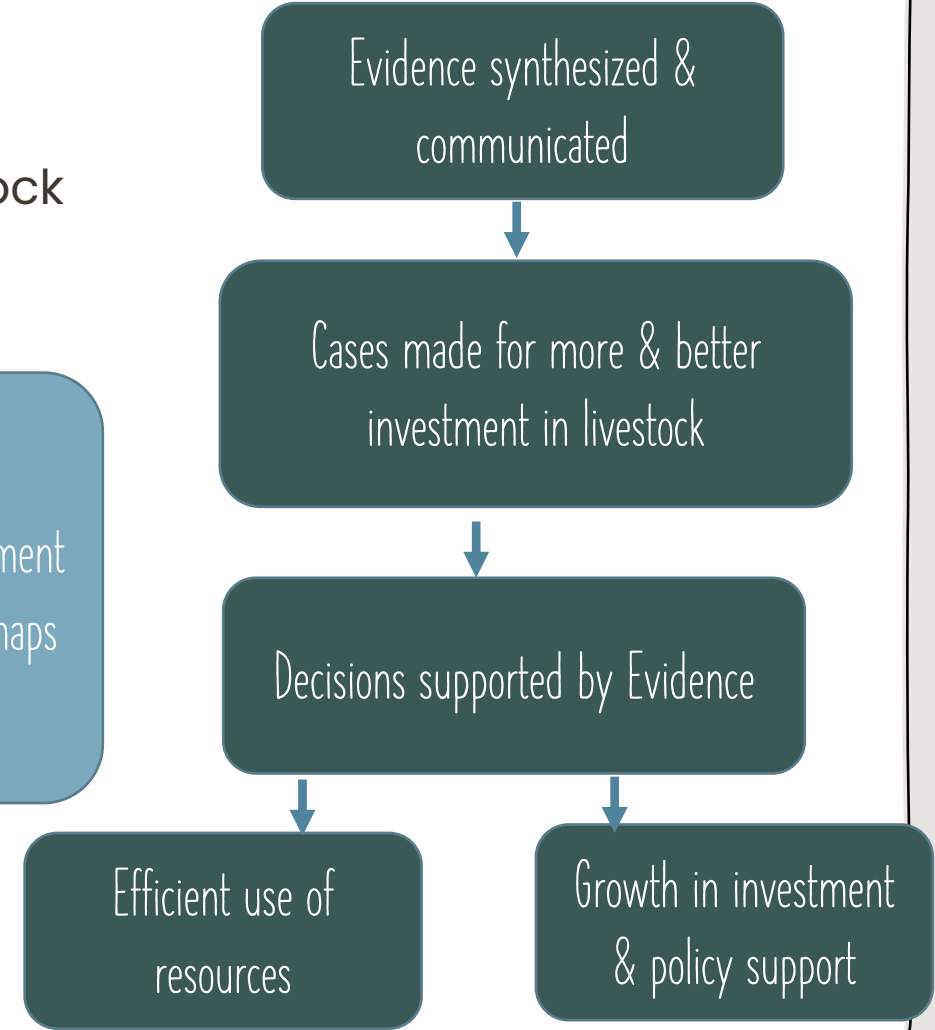 Evidence synthesized &
communicated
ock
Cases made for more & better
investment in livestock
ment
naps
Decisions supported by Evidence
Efficient use of
resources
Growth in investment
& policy support